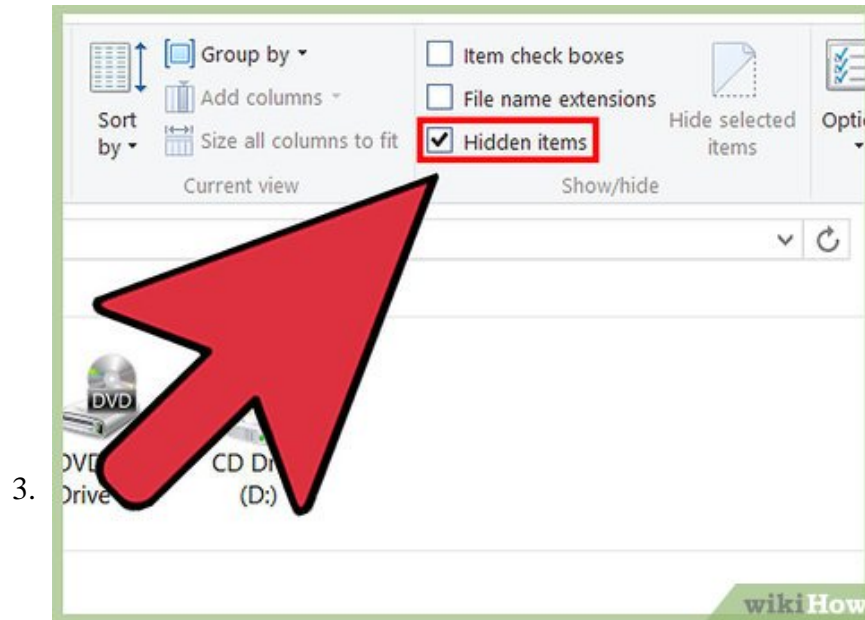 Group by
Add columns
Size all columns to fit
Sort
by
Current view
Item check boxes
File name extensions
Hidden items
Hide selected
items
Show/hide
DVD
3.
CD
(D:)
wikiHow